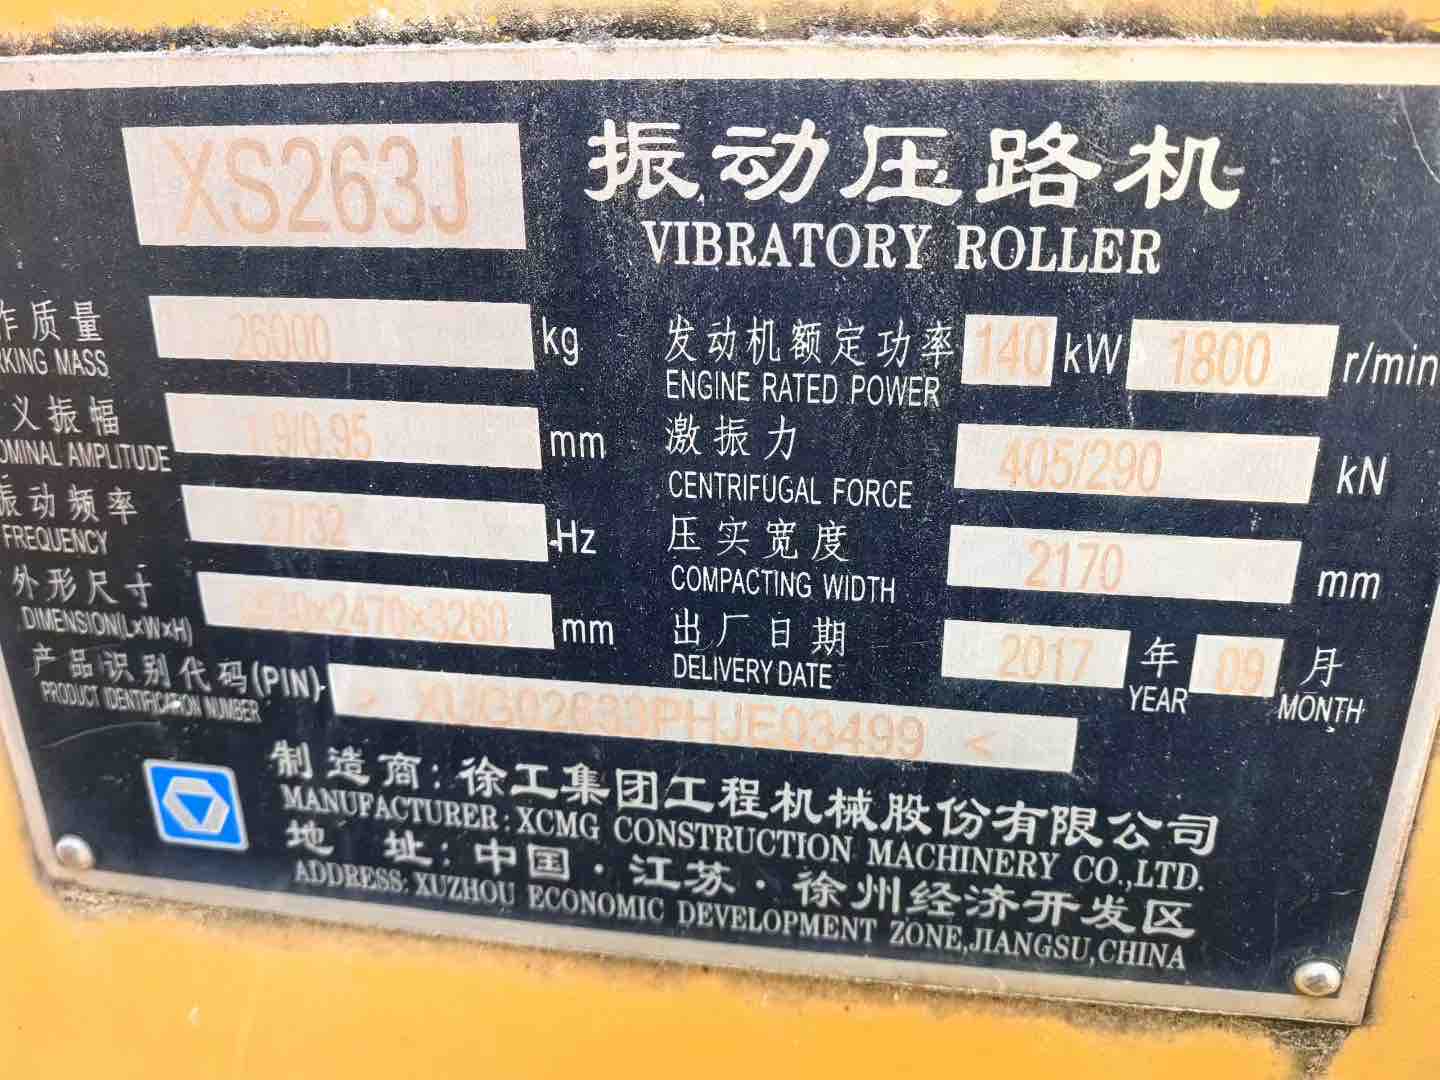 XS263J 振动压路机
VIBRATORY ROLLER
作质量 26000 kg 发动机额定功率 140 kW 1800 r/min
RKING MASS ENGINE RATED POWER
义振幅 1.9/0.95 mm 激振力 405/290 kN
OMINAL AMPLITUDE CENTRIFUGAL FORCE
振动频率 27/32 Hz 压实宽度 2170 mm
FREQUENCY COMPACTING WIDTH
外形尺寸 mm 出厂日期 2017 年 09 月
DIMENSION(L×W×H) DELIVERY DATE YEAR MONTH
产品识别代码(PIN)
PRODUCT IDENTIFICATION NUMBER
制造商:徐工集团工程机械股份有限公司
MANUFACTURER: XCMG CONSTRUCTION MACHINERY CO.,LTD.
地 址:中国·江苏·徐州经济开发区
ADDRESS: XUZHOU ECONOMIC DEVELOPMENT ZONE,JIANGSU,CHINA